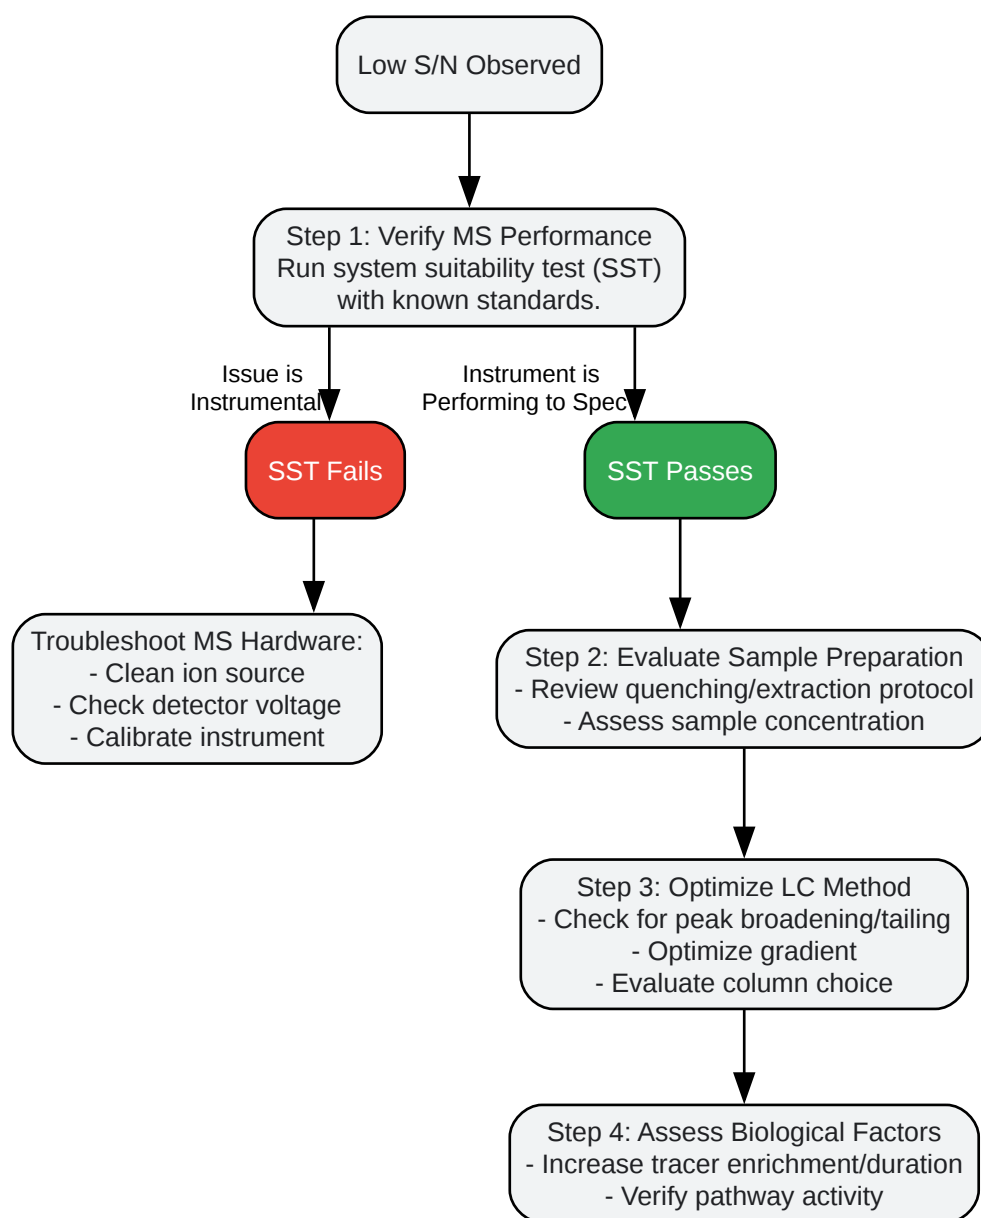 Low S/N Observed
Step 1: Verify MS Performance
Run system suitability test (SST)
with known standards.
Issue is
Instrumental
Instrument is
Performing to Spec
SST Fails
SST Passes
Troubleshoot MS Hardware:
- Clean ion source
- Check detector voltage
- Calibrate instrument
Step 2: Evaluate Sample Preparation
- Review quenching/extraction protocol
- Assess sample concentration
Step 3: Optimize LC Method
- Check for peak broadening/tailing
- Optimize gradient
- Evaluate column choice
Step 4: Assess Biological Factors
- Increase tracer enrichment/duration
- Verify pathway activity